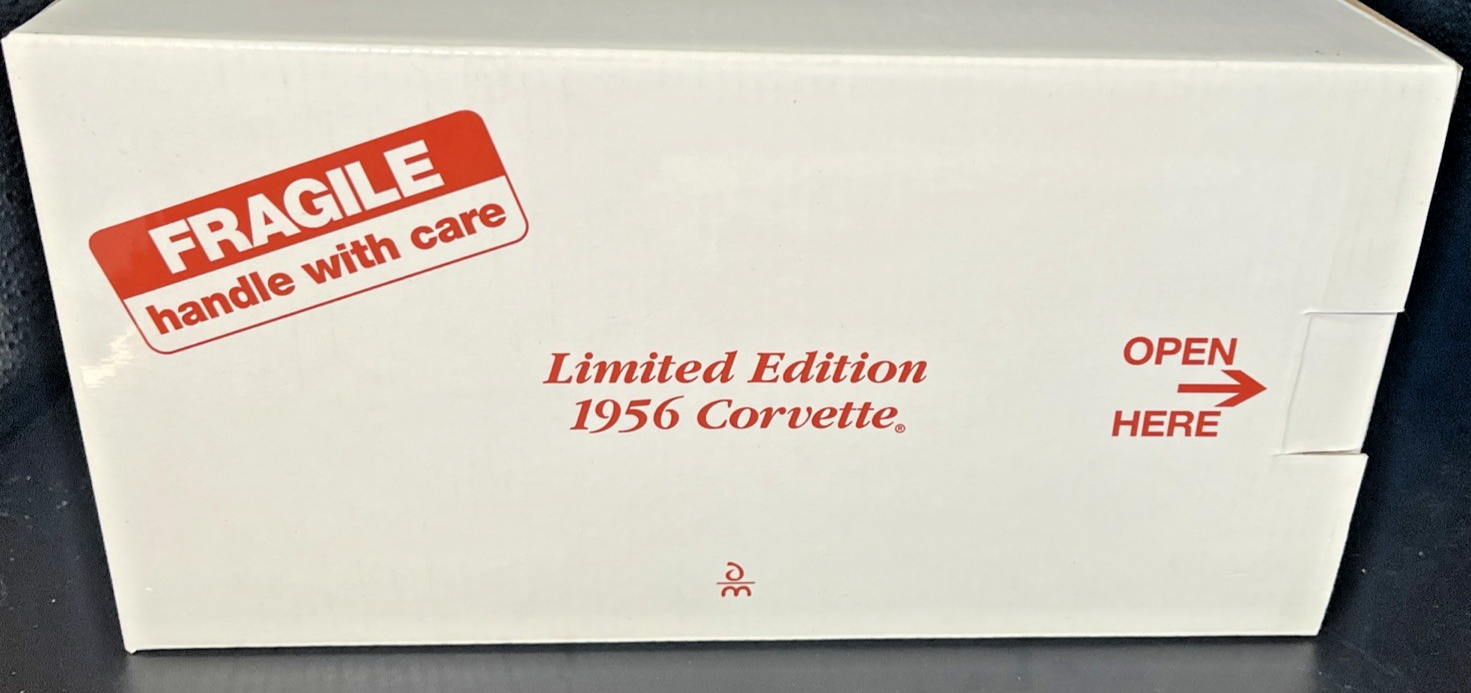 FRAGILE
handle with care
Limited Edition
1956 Corvette®
OPEN
HERE